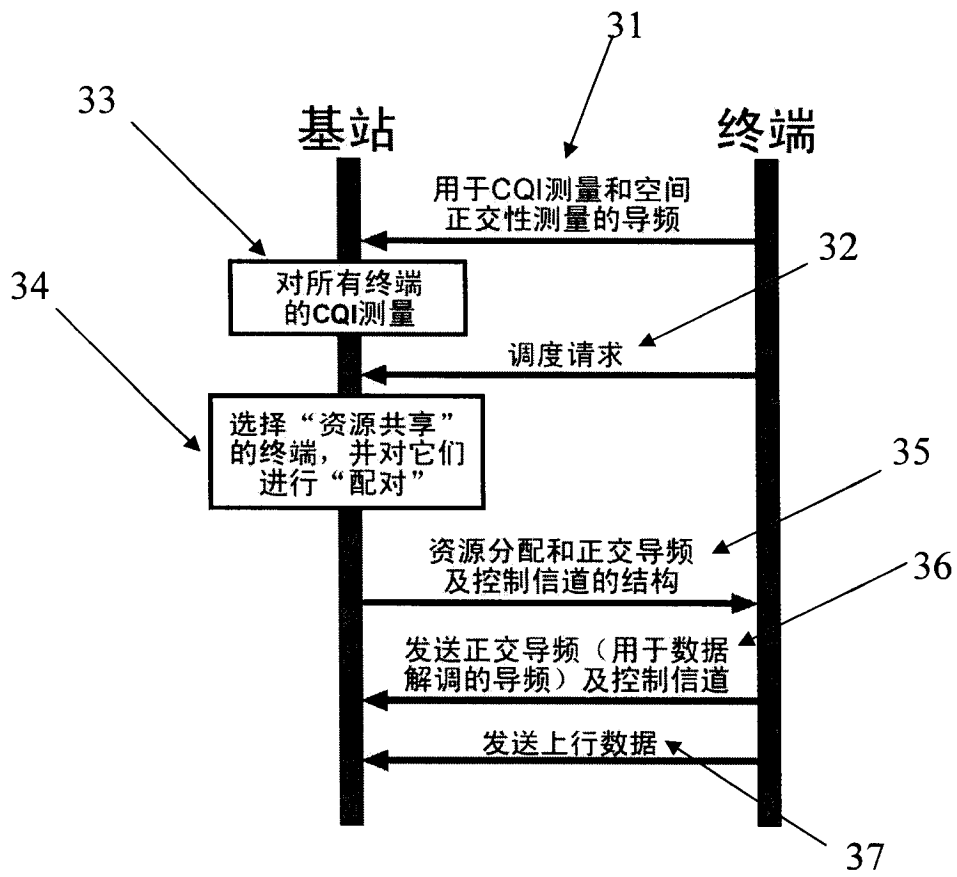 31
33
基站
终端
用于CQI测量和空间
正交性测量的导频
32
34
对所有终端
的CQI测量
调度请求
选择“资源共享”
的终端，并对它们
进行“配对”
35
资源分配和正交导频
及控制信道的结构
36
发送正交导频（用于数据
解调的导频）及控制信道
发送上行数据
37